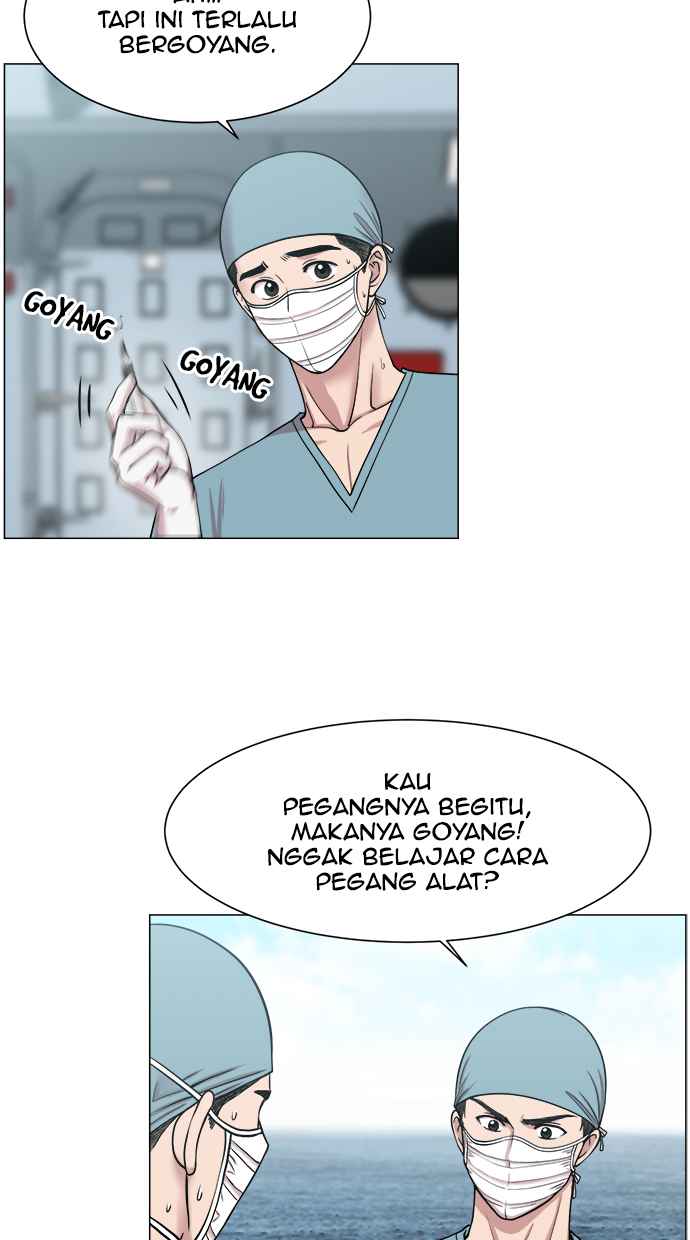 TAPI INI TERLALU
BERGOYANG.
GOYANG
GOYANG
KAU
PEGANGNYA BEGITU,
MAKANYA GOYANG!
NGGAK BELAJAR CARA
PEGANG ALAT?